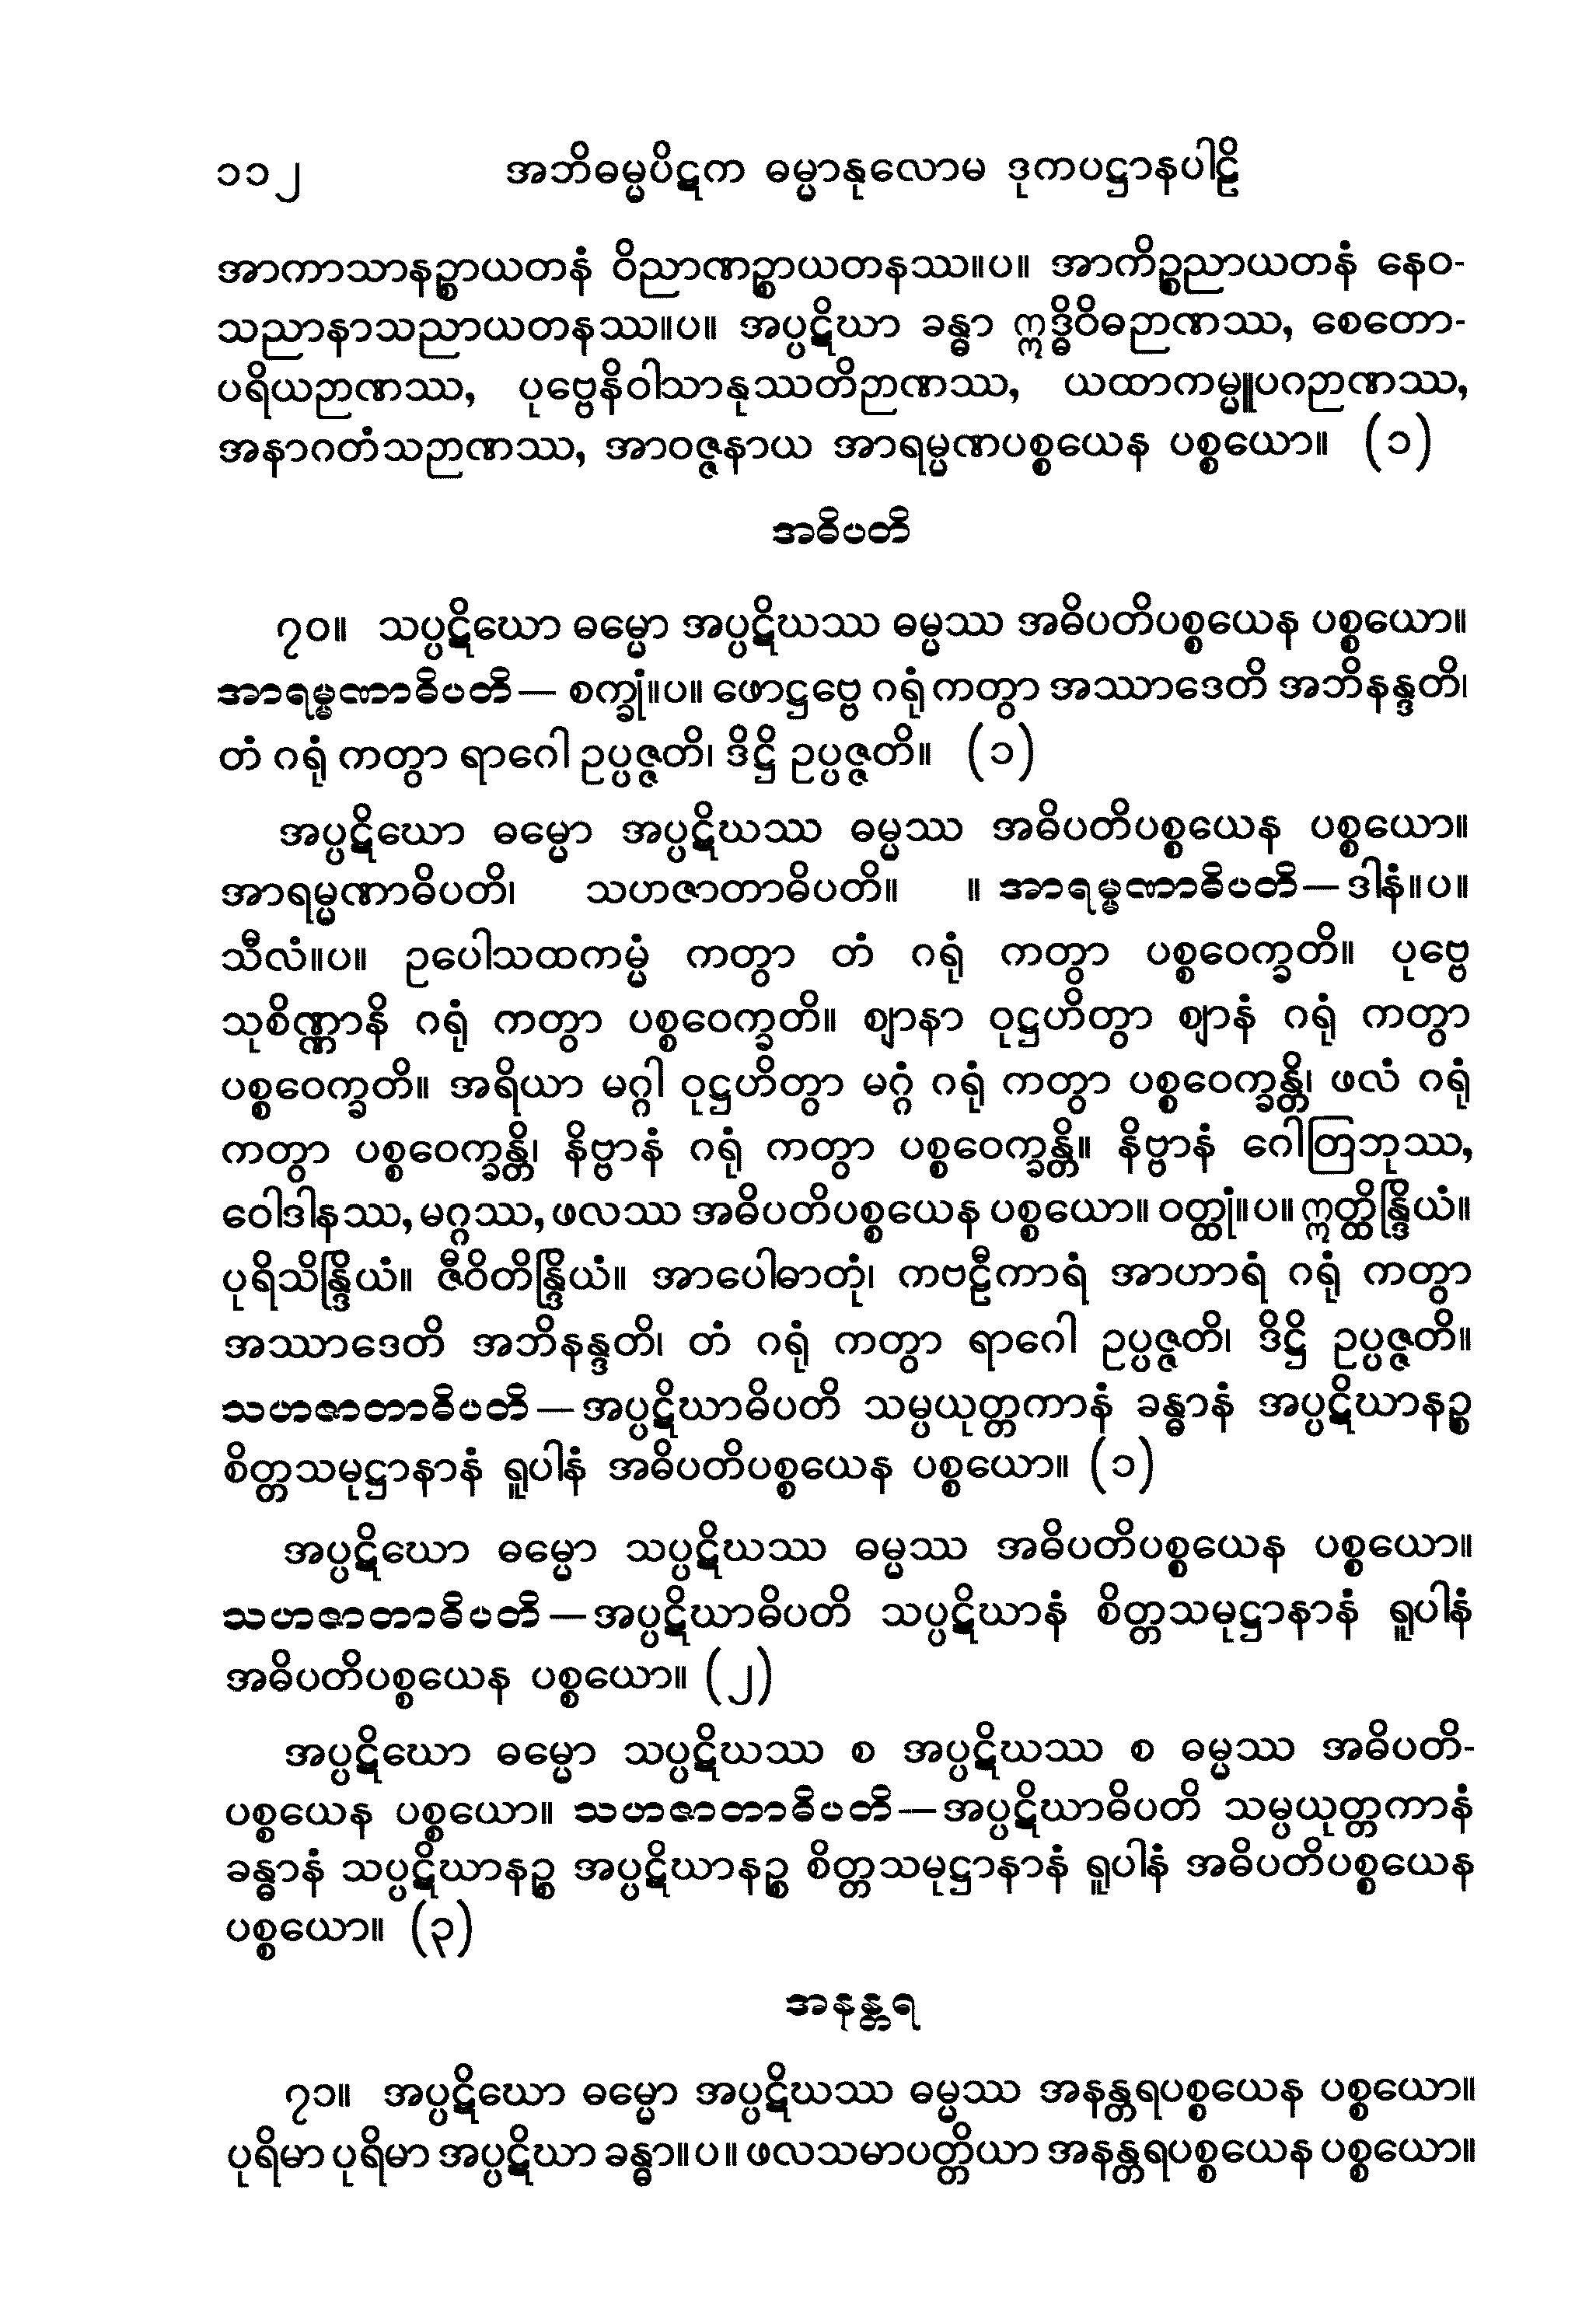 ၁၁၂ အဘိဓမ္မပိဋက ဓမ္မာနုလောမ ဒုကပဋ္ဌာနပါဠိ
အာကာသာနဉ္စာယတနံ ဝိညာဏဉ္စာယတနဿ။ပ။ အာကိဉ္စညာယတနံ နေဝ-
သညာနာသညာယတနဿ။ပ။ အပ္ပဋိဃာ ခန္ဓာ ဣဒ္ဓိဝိဓဉာဏဿ, စေတော-
ပရိယဉာဏဿ, ပုဗ္ဗေနိဝါသာနုဿတိဉာဏဿ, ယထာကမ္မူပဂဉာဏဿ,
အနာဂတံသဉာဏဿ, အာဝဇ္ဇနာယ အာရမ္မဏပစ္စယေန ပစ္စယော။ (၁)
အဓိပတိ
၇၀။ သပ္ပဋိဃော ဓမ္မော အပ္ပဋိဃဿ ဓမ္မဿ အဓိပတိပစ္စယေန ပစ္စယော။
အာရမ္မဏာဓိပတိ— စက္ခုံ။ပ။ ဖောဋ္ဌဗ္ဗေ ဂရုံ ကတွာ အဿာဒေတိ အဘိနန္ဒတိ၊
တံ ဂရုံ ကတွာ ရာဂေါ ဥပ္ပဇ္ဇတိ၊ ဒိဋ္ဌိ ဥပ္ပဇ္ဇတိ။ (၁)
အပ္ပဋိဃော ဓမ္မော အပ္ပဋိဃဿ ဓမ္မဿ အဓိပတိပစ္စယေန ပစ္စယော။
အာရမ္မဏာဓိပတိ၊ သဟဇာတာဓိပတိ။ ။ အာရမ္မဏာဓိပတိ—ဒါနံ။ပ။
သီလံ။ပ။ ဥပေါသထကမ္မံ ကတွာ တံ ဂရုံ ကတွာ ပစ္စဝေက္ခတိ။ ပုဗ္ဗေ
သုစိဏ္ဏာနိ ဂရုံ ကတွာ ပစ္စဝေက္ခတိ။ ဈာနာ ဝုဋ္ဌဟိတွာ ဈာနံ ဂရုံ ကတွာ
ပစ္စဝေက္ခတိ။ အရိယာ မဂ္ဂါ ဝုဋ္ဌဟိတွာ မဂ္ဂံ ဂရုံ ကတွာ ပစ္စဝေက္ခန္တိ၊ ဖလံ ဂရုံ
ကတွာ ပစ္စဝေက္ခန္တိ၊ နိဗ္ဗာနံ ဂရုံ ကတွာ ပစ္စဝေက္ခန္တိ။ နိဗ္ဗာနံ ဂေါတြဘုဿ,
ဝေါဒါနဿ, မဂ္ဂဿ, ဖလဿ အဓိပတိပစ္စယေန ပစ္စယော။ ဝတ္ထုံ။ပ။ ဣတ္ထိန္ဒြိယံ။
ပုရိသိန္ဒြိယံ။ ဇီဝိတိန္ဒြိယံ။ အာပေါဓာတုံ၊ ကဗဠီကာရံ အာဟာရံ ဂရုံ ကတွာ
အဿာဒေတိ အဘိနန္ဒတိ၊ တံ ဂရုံ ကတွာ ရာဂေါ ဥပ္ပဇ္ဇတိ၊ ဒိဋ္ဌိ ဥပ္ပဇ္ဇတိ။
သဟဇာတာဓိပတိ—အပ္ပဋိဃာဓိပတိ သမ္ပယုတ္တကာနံ ခန္ဓာနံ အပ္ပဋိဃာနဉ္စ
စိတ္တသမုဋ္ဌာနာနံ ရူပါနံ အဓိပတိပစ္စယေန ပစ္စယော။ (၁)
အပ္ပဋိဃော ဓမ္မော သပ္ပဋိဃဿ ဓမ္မဿ အဓိပတိပစ္စယေန ပစ္စယော။
သဟဇာတာဓိပတိ—အပ္ပဋိဃာဓိပတိ သပ္ပဋိဃာနံ စိတ္တသမုဋ္ဌာနာနံ ရူပါနံ
အဓိပတိပစ္စယေန ပစ္စယော။ (၂)
အပ္ပဋိဃော ဓမ္မော သပ္ပဋိဃဿ စ အပ္ပဋိဃဿ စ ဓမ္မဿ အဓိပတိ-
ပစ္စယေန ပစ္စယော။ သဟဇာတာဓိပတိ—အပ္ပဋိဃာဓိပတိ သမ္ပယုတ္တကာနံ
ခန္ဓာနံ သပ္ပဋိဃာနဉ္စ အပ္ပဋိဃာနဉ္စ စိတ္တသမုဋ္ဌာနာနံ ရူပါနံ အဓိပတိပစ္စယေန
ပစ္စယော။ (၃)
အနန္တရ
၇၁။ အပ္ပဋိဃော ဓမ္မော အပ္ပဋိဃဿ ဓမ္မဿ အနန္တရပစ္စယေန ပစ္စယော။
ပုရိမာ ပုရိမာ အပ္ပဋိဃာ ခန္ဓာ။ပ။ ဖလသမာပတ္တိယာ အနန္တရပစ္စယေန ပစ္စယော။